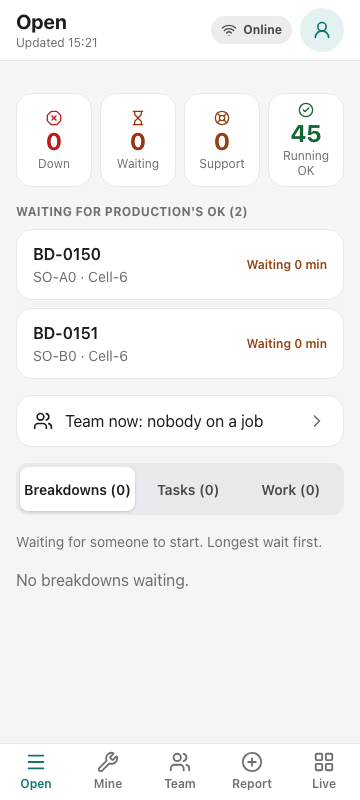 Open
Updated 15:21
Online
0
Down
0
Waiting
0
Support
45
Running
OK
WAITING FOR PRODUCTION'S OK (2)
BD-0150
SO-A0 · Cell-6
Waiting 0 min
BD-0151
SO-B0 · Cell-6
Waiting 0 min
Team now: nobody on a job
Breakdowns (0)
Tasks (0)
Work (0)
Waiting for someone to start. Longest wait first.
No breakdowns waiting.
Open
Mine
Team
Report
Live